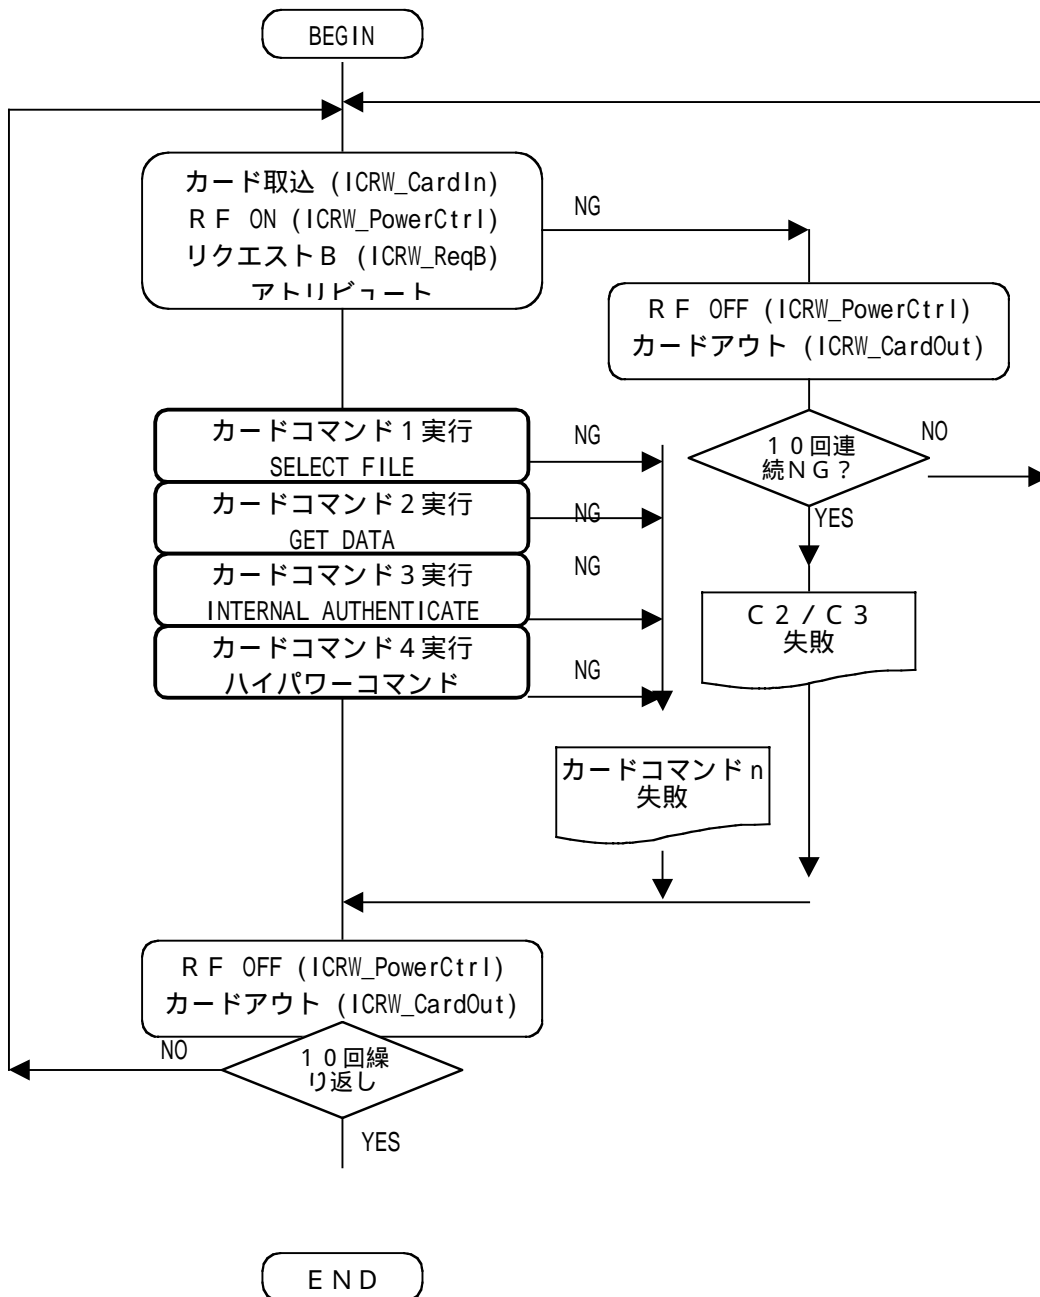 BEGIN
カード取込 (ICRW_CardIn)
ＲＦ ON (ICRW_PowerCtrl)
リクエストＢ (ICRW_ReqB)
アトリビュート
NG
ＲＦ OFF (ICRW_PowerCtrl)
カードアウト (ICRW_CardOut)
カードコマンド１実行
SELECT FILE
NG
１０回連
続ＮＧ？
NO
YES
カードコマンド２実行
GET DATA
NG
カードコマンド３実行
INTERNAL AUTHENTICATE
NG
Ｃ２／Ｃ３
失敗
カードコマンド４実行
ハイパワーコマンド
NG
カードコマンドｎ
失敗
ＲＦ OFF (ICRW_PowerCtrl)
カードアウト (ICRW_CardOut)
NO
１０回繰
り返し
YES
ＥＮＤ